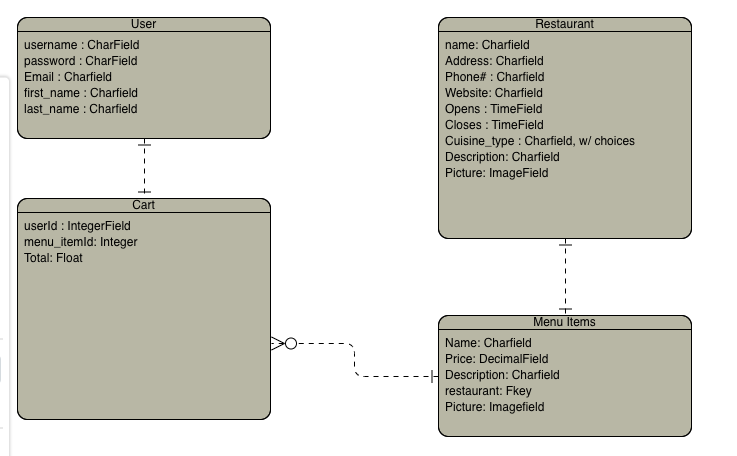 User
username : CharField
password : CharField
Email : Charfield
first_name : Charfield
last_name : Charfield
Cart
userId : IntegerField
menu_itemId: Integer
Total: Float
Restaurant
name: Charfield
Address: Charfield
Phone# : Charfield
Website: Charfield
Opens : TimeField
Closes : TimeField
Cuisine_type : Charfield, w/ choices
Description: Charfield
Picture: ImageField
Menu Items
Name: Charfield
Price: DecimalField
Description: Charfield
restaurant: Fkey
Picture: Imagefield